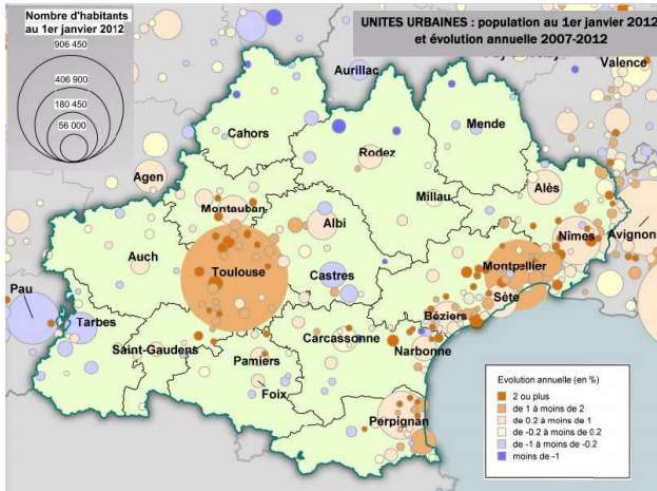 Nombre d'habitants
au 1er janvier 2012
906 450
406 900
180 450
56 000
UNITES URBAINES : population au 1er janvier 2012
et évolution annuelle 2007-2012
Valence
Aurillac
Mende
Cahors
Rodez
Agen
Alès
Millau
Montauban
Albi
Nîmes
Avignon
Auch
Toulouse
Montpellier
Castres
Pau
Sète
Tarbes
Béziers
Carcassonne
Saint-Gaudens
Narbonne
Pamiers
Foix
Perpignan
Evolution annuelle (en %)
2 ou plus
de 1 à moins de 2
de 0.2 à moins de 1
de -0.2 à moins de 0.2
de -1 à moins de -0.2
moins de -1